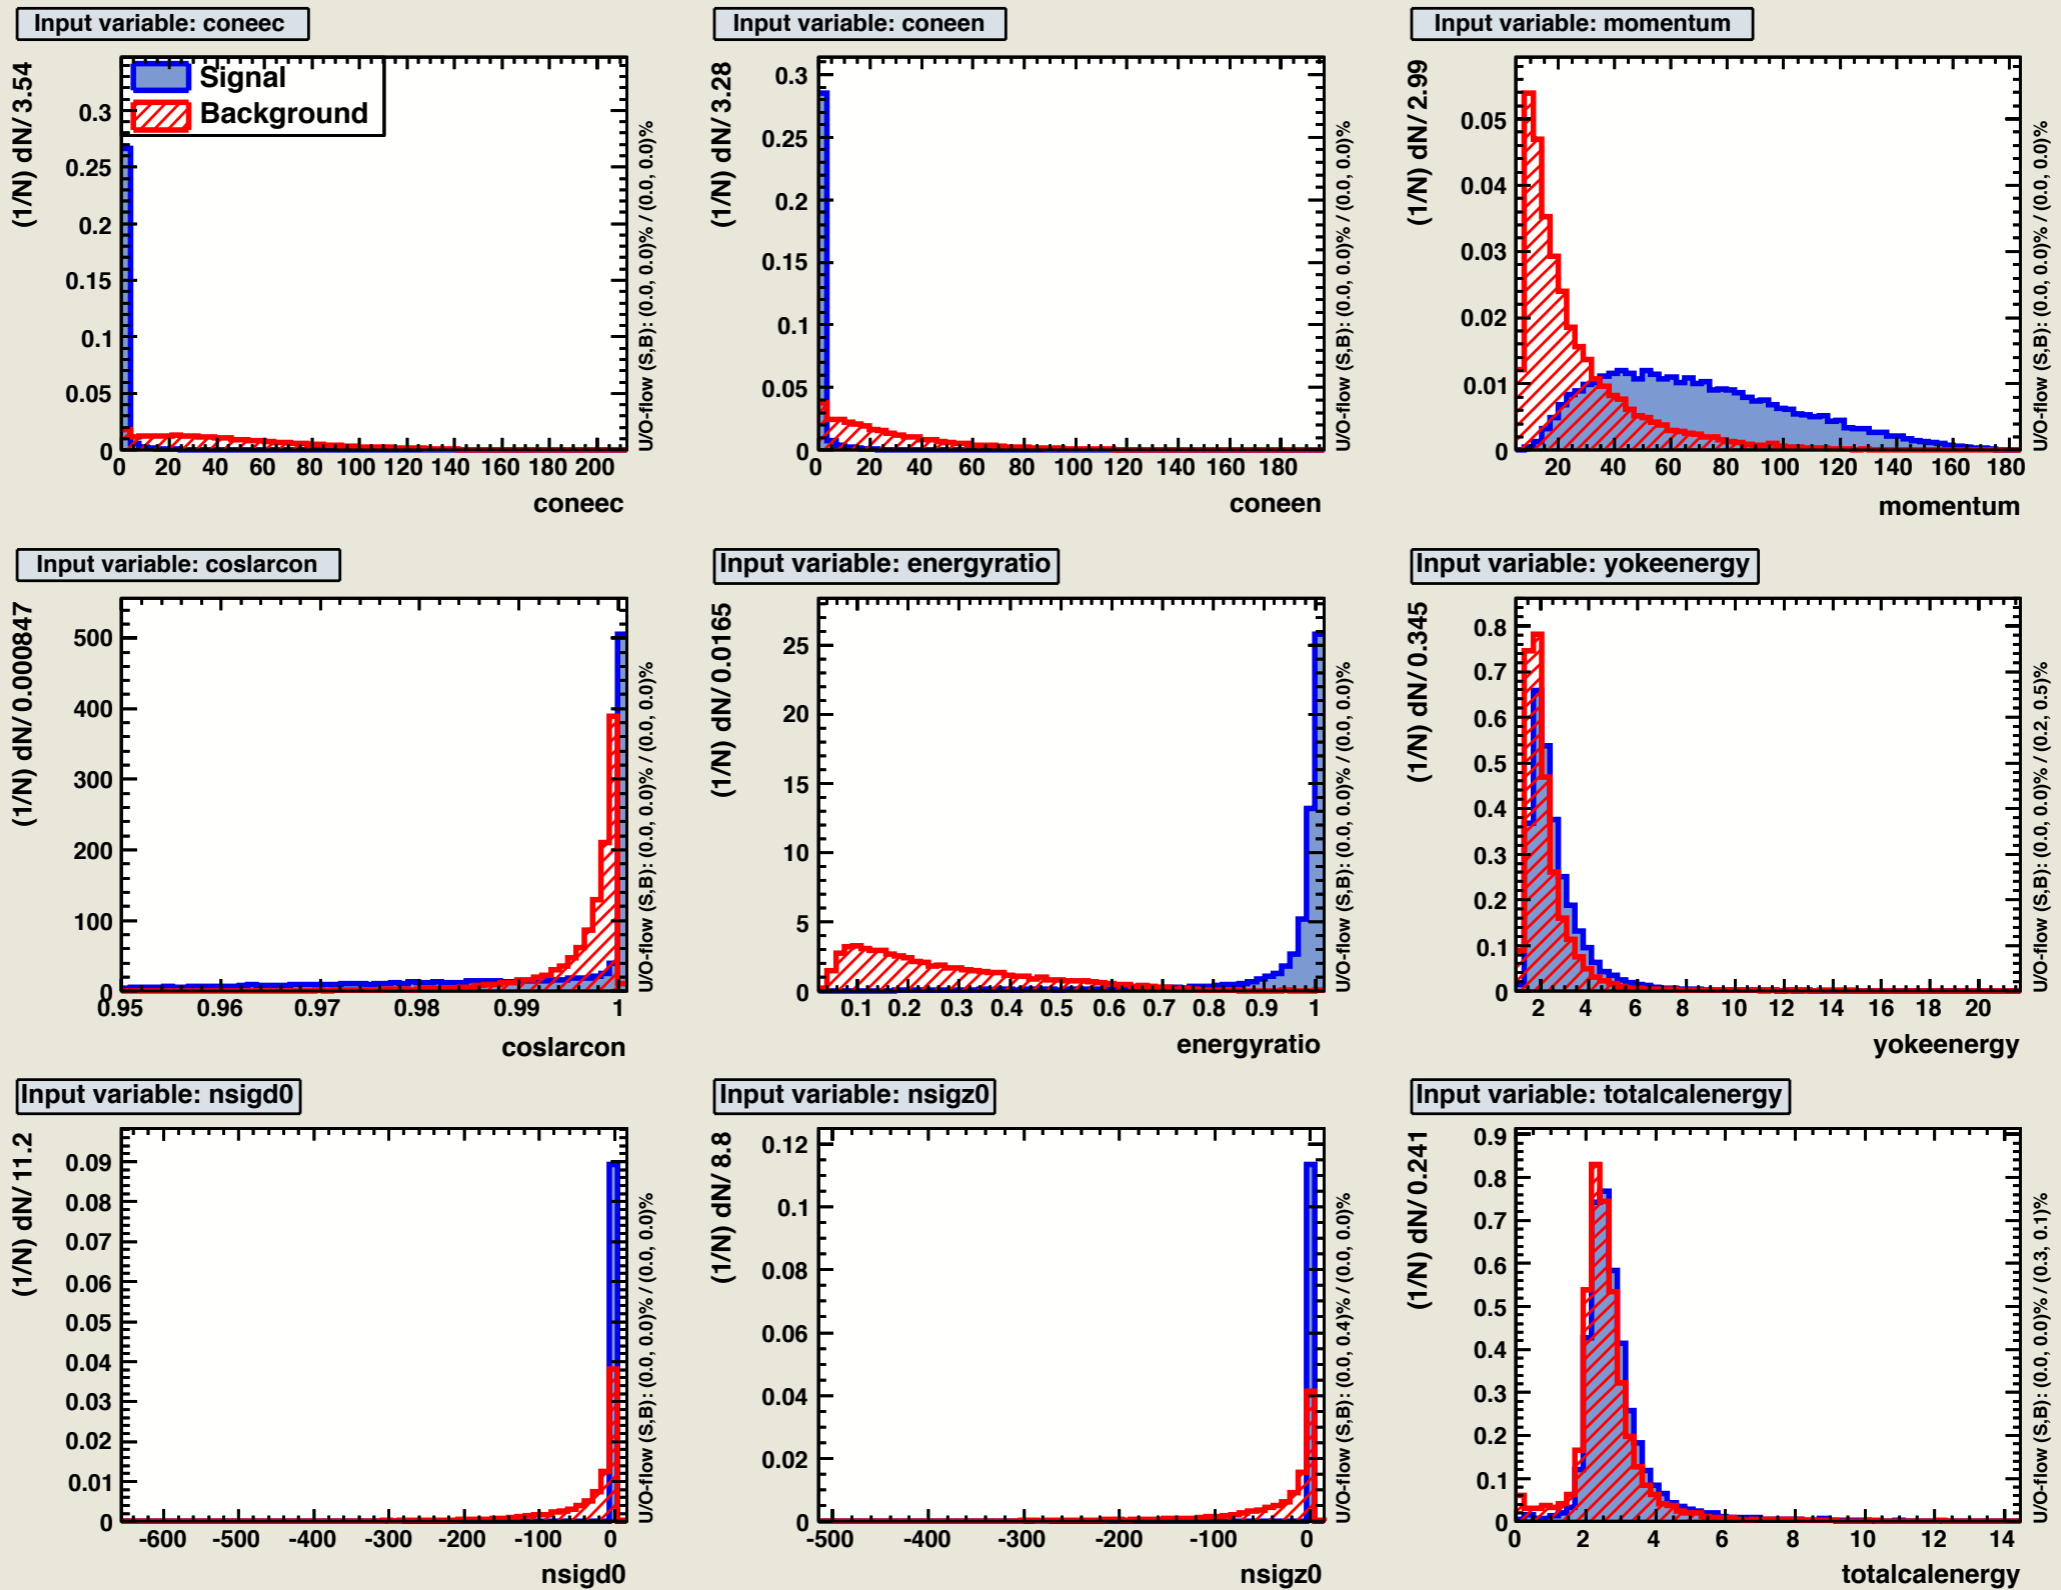 Input variable: coneec
(1/N) dN/ 3.54
Signal
Background
0.3
0.25
0.2
0.15
0.1
0.05
0
0 20 40 60 80 100 120 140 160 180 200
coneec
U/O-flow (S,B): (0.0, 0.0)% / (0.0, 0.0)%
Input variable: coneen
(1/N) dN/ 3.28
0.3
0.25
0.2
0.15
0.1
0.05
0
0 20 40 60 80 100 120 140 160 180
coneen
U/O-flow (S,B): (0.0, 0.0)% / (0.0, 0.0)%
Input variable: momentum
(1/N) dN/ 2.99
0.05
0.04
0.03
0.02
0.01
0
20 40 60 80 100 120 140 160 180
momentum
U/O-flow (S,B): (0.0, 0.0)% / (0.0, 0.0)%
Input variable: coslarcon
(1/N) dN/ 0.000847
500
400
300
200
100
0
0.95 0.96 0.97 0.98 0.99 1
coslarcon
U/O-flow (S,B): (0.0, 0.0)% / (0.0, 0.0)%
Input variable: energyratio
(1/N) dN/ 0.0165
25
20
15
10
5
0
0.1 0.2 0.3 0.4 0.5 0.6 0.7 0.8 0.9 1
energyratio
U/O-flow (S,B): (0.0, 0.0)% / (0.0, 0.0)%
Input variable: yokeenergy
(1/N) dN/ 0.345
0.8
0.7
0.6
0.5
0.4
0.3
0.2
0.1
0
2 4 6 8 10 12 14 16 18 20
yokeenergy
U/O-flow (S,B): (0.0, 0.0)% / (0.2, 0.5)%
Input variable: nsigd0
(1/N) dN/ 11.2
0.09
0.08
0.07
0.06
0.05
0.04
0.03
0.02
0.01
0
-600 -500 -400 -300 -200 -100 0
nsigd0
U/O-flow (S,B): (0.0, 0.0)% / (0.0, 0.0)%
Input variable: nsigz0
(1/N) dN/ 8.8
0.12
0.1
0.08
0.06
0.04
0.02
0
-500 -400 -300 -200 -100 0
nsigz0
U/O-flow (S,B): (0.0, 0.4)% / (0.0, 0.0)%
Input variable: totalcalenergy
(1/N) dN/ 0.241
0.9
0.8
0.7
0.6
0.5
0.4
0.3
0.2
0.1
0
0 2 4 6 8 10 12 14
totalcalenergy
U/O-flow (S,B): (0.0, 0.0)% / (0.3, 0.1)%